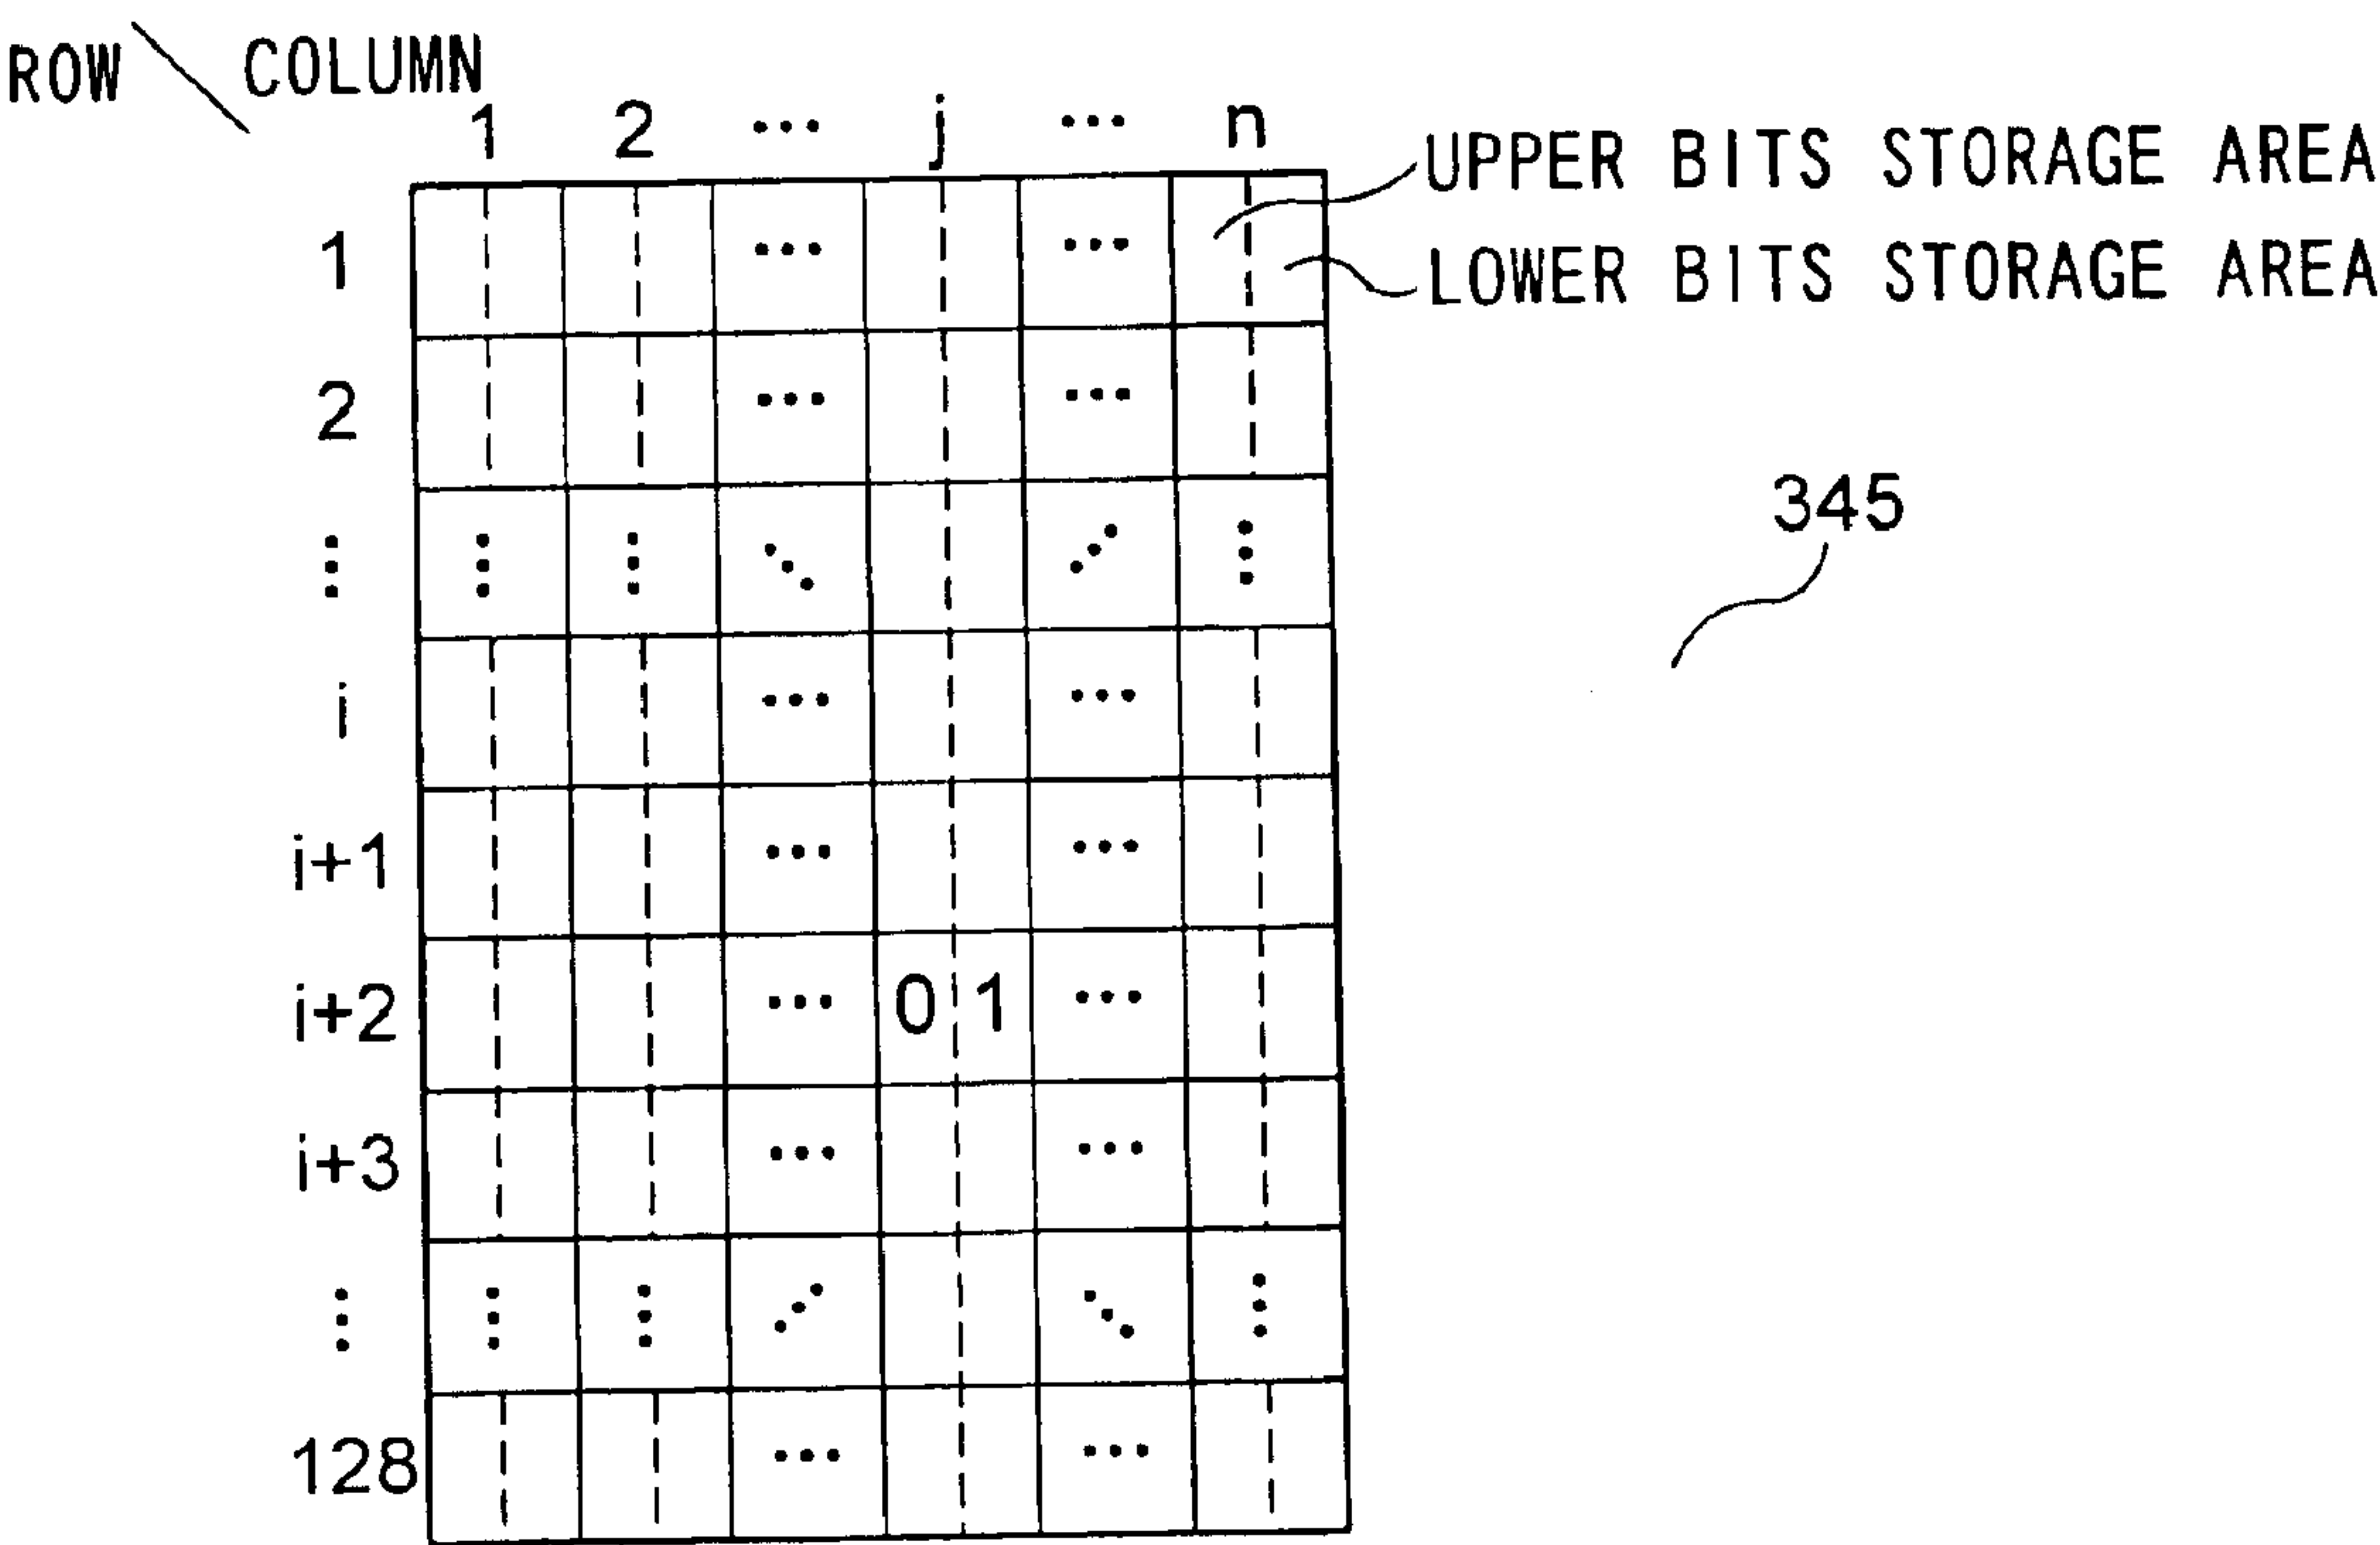 ROW \ COLUMN
1 2 ••• j ••• n
UPPER BITS STORAGE AREA
1 ••• •••
LOWER BITS STORAGE AREA
2 ••• •••
345
i ••• •••
i+1 ••• •••
i+2 ••• 0 1 •••
i+3 ••• •••
128 ••• •••